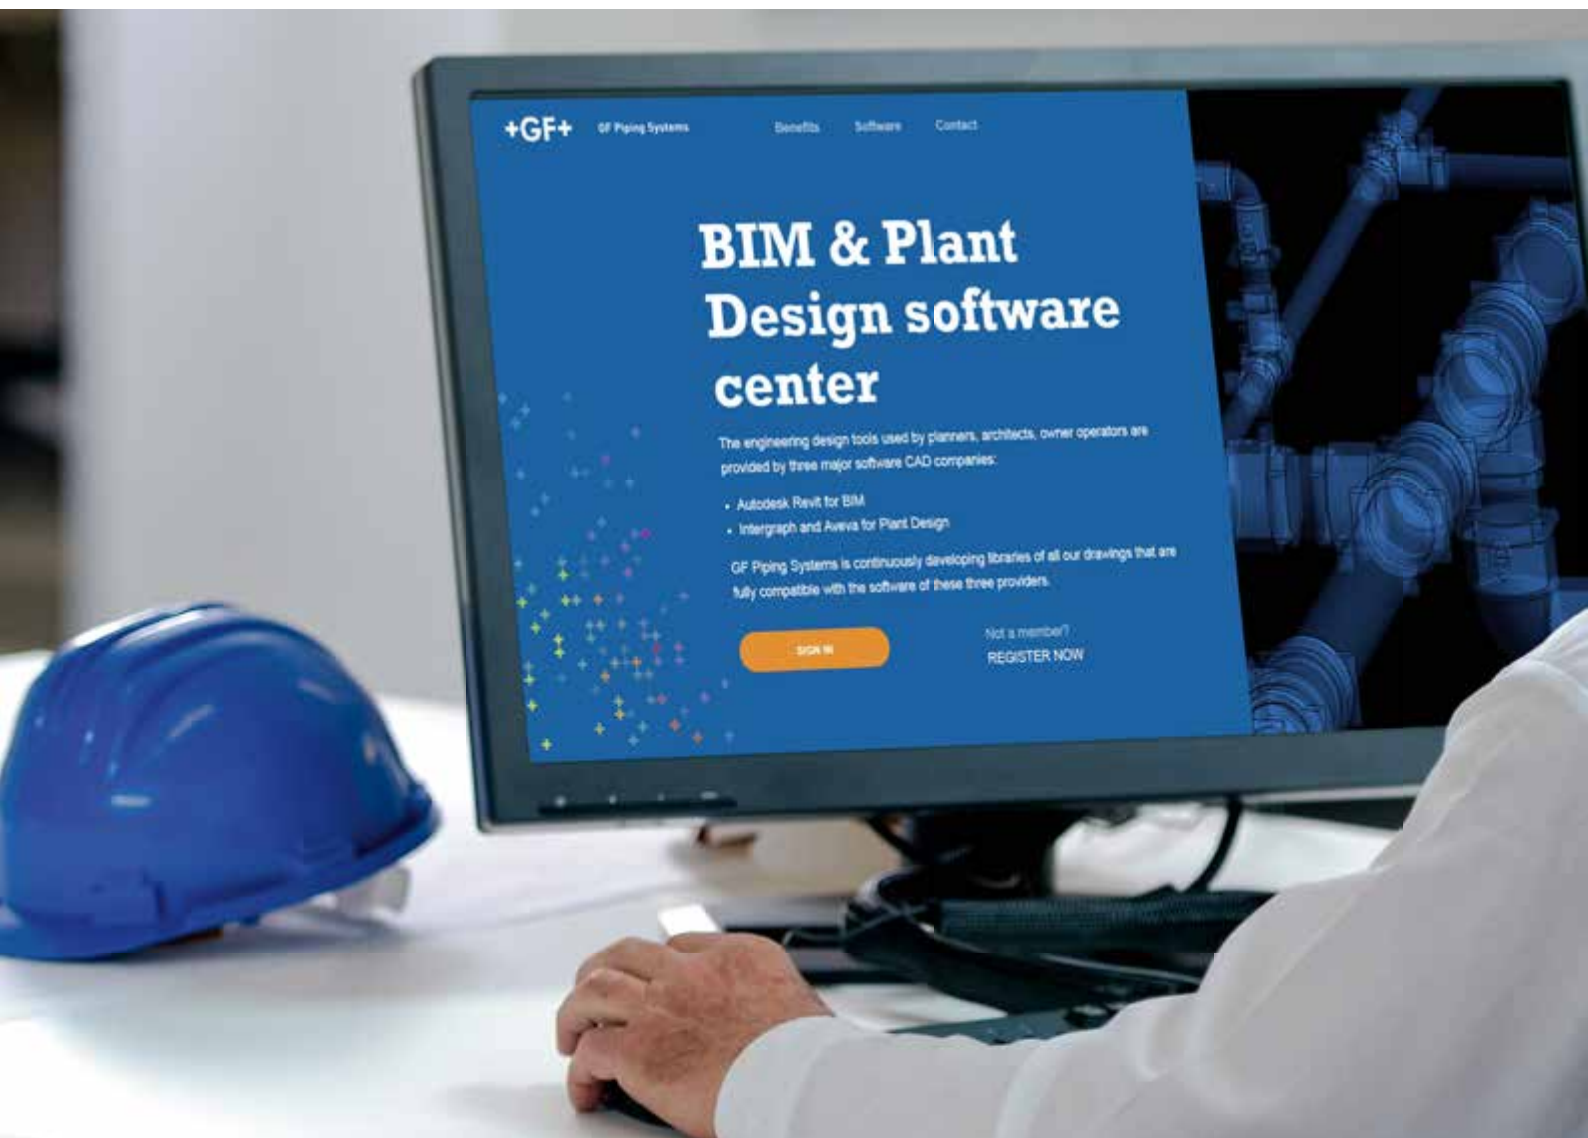 +GF+ GF Piping Systems Benefits Software Contact
BIM & Plant
Design software
center
The engineering design tools used by planners, architects, owner operators are
provided by three major software CAD companies:
• Autodesk Revit for BIM
• Intergraph and Aveva for Plant Design
GF Piping Systems is continuously developing libraries of all our drawings that are
fully compatible with the software of these three providers.
SIGN IN
Not a member?
REGISTER NOW